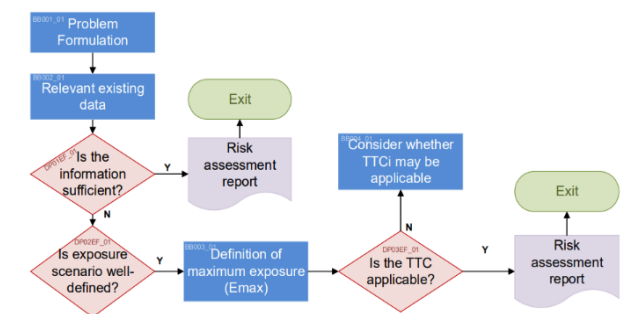 BB001_01
Problem
Formulation
BB002_01
Relevant existing
data
DP01EF_01
Is the
information
sufficient?
Y
N
Risk
assessment
report
Exit
DP02EF_01
Is exposure
scenario well-
defined?
Y
BB003_01
Definition of
maximum exposure
(Emax)
DP03EF_01
Is the TTC
applicable?
N
Y
BB004_01
Consider whether
TTCi may be
applicable
Risk
assessment
report
Exit